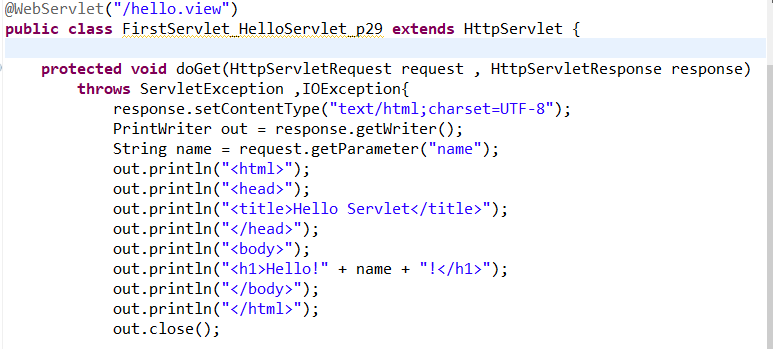 @WebServlet("/hello.view")
public class FirstServlet_HelloServlet_p29 extends HttpServlet {
protected void doGet(HttpServletRequest request , HttpServletResponse response)
throws ServletException ,IOException{
response.setContentType("text/html;charset=UTF-8");
PrintWriter out = response.getWriter();
String name = request.getParameter("name");
out.println("<html>");
out.println("<head>");
out.println("<title>Hello Servlet</title>");
out.println("</head>");
out.println("<body>");
out.println("<h1>Hello!" + name + "!</h1>");
out.println("</body>");
out.println("</html>");
out.close();